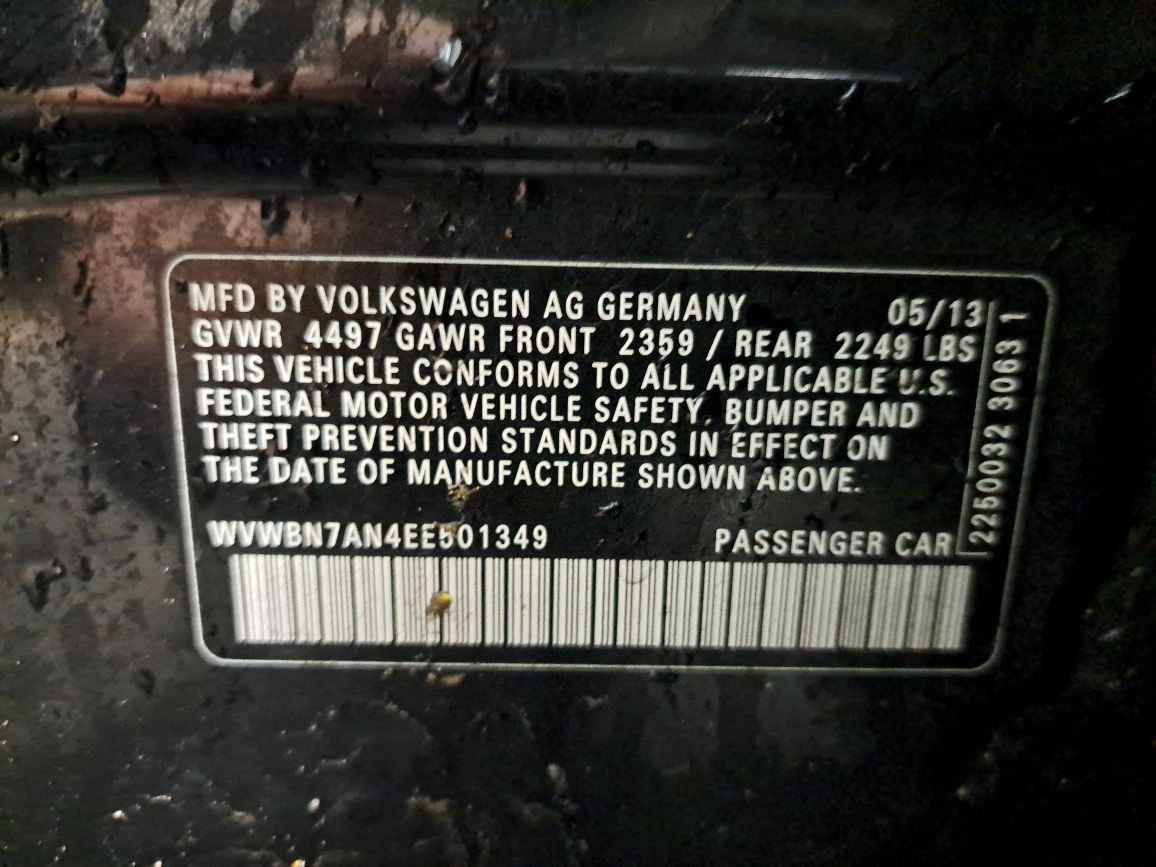 MFD BY VOLKSWAGEN AG GERMANY 05/13
GVWR 4497 GAWR FRONT 2359 / REAR 2249 LBS
THIS VEHICLE CONFORMS TO ALL APPLICABLE U.S.
FEDERAL MOTOR VEHICLE SAFETY, BUMPER AND
THEFT PREVENTION STANDARDS IN EFFECT ON
THE DATE OF MANUFACTURE SHOWN ABOVE.
WVWBN7AN4EE501349 PASSENGER CAR
2250032 3063 1